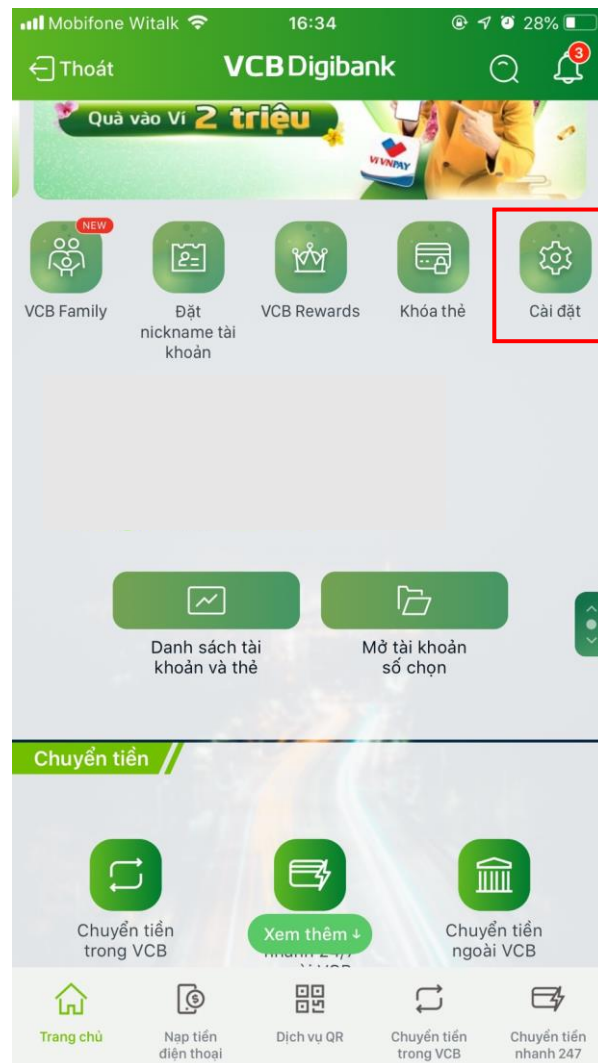 Mobifone Witalk 16:34 28%
Thoát VCB Digibank 3
Quà vào Ví 2 triệu
VI VNPAY
NEW
VCB Family
Đặt
nickname tài
khoản
VCB Rewards
Khóa thẻ
Cài đặt
Danh sách tài
khoản và thẻ
Mở tài khoản
số chọn
Chuyển tiền
Chuyển tiền
trong VCB
Xem thêm ↓
Chuyển tiền
ngoài VCB
Trang chủ
Nạp tiền
điện thoại
Dịch vụ QR
Chuyển tiền
trong VCB
Chuyển tiền
nhanh 247